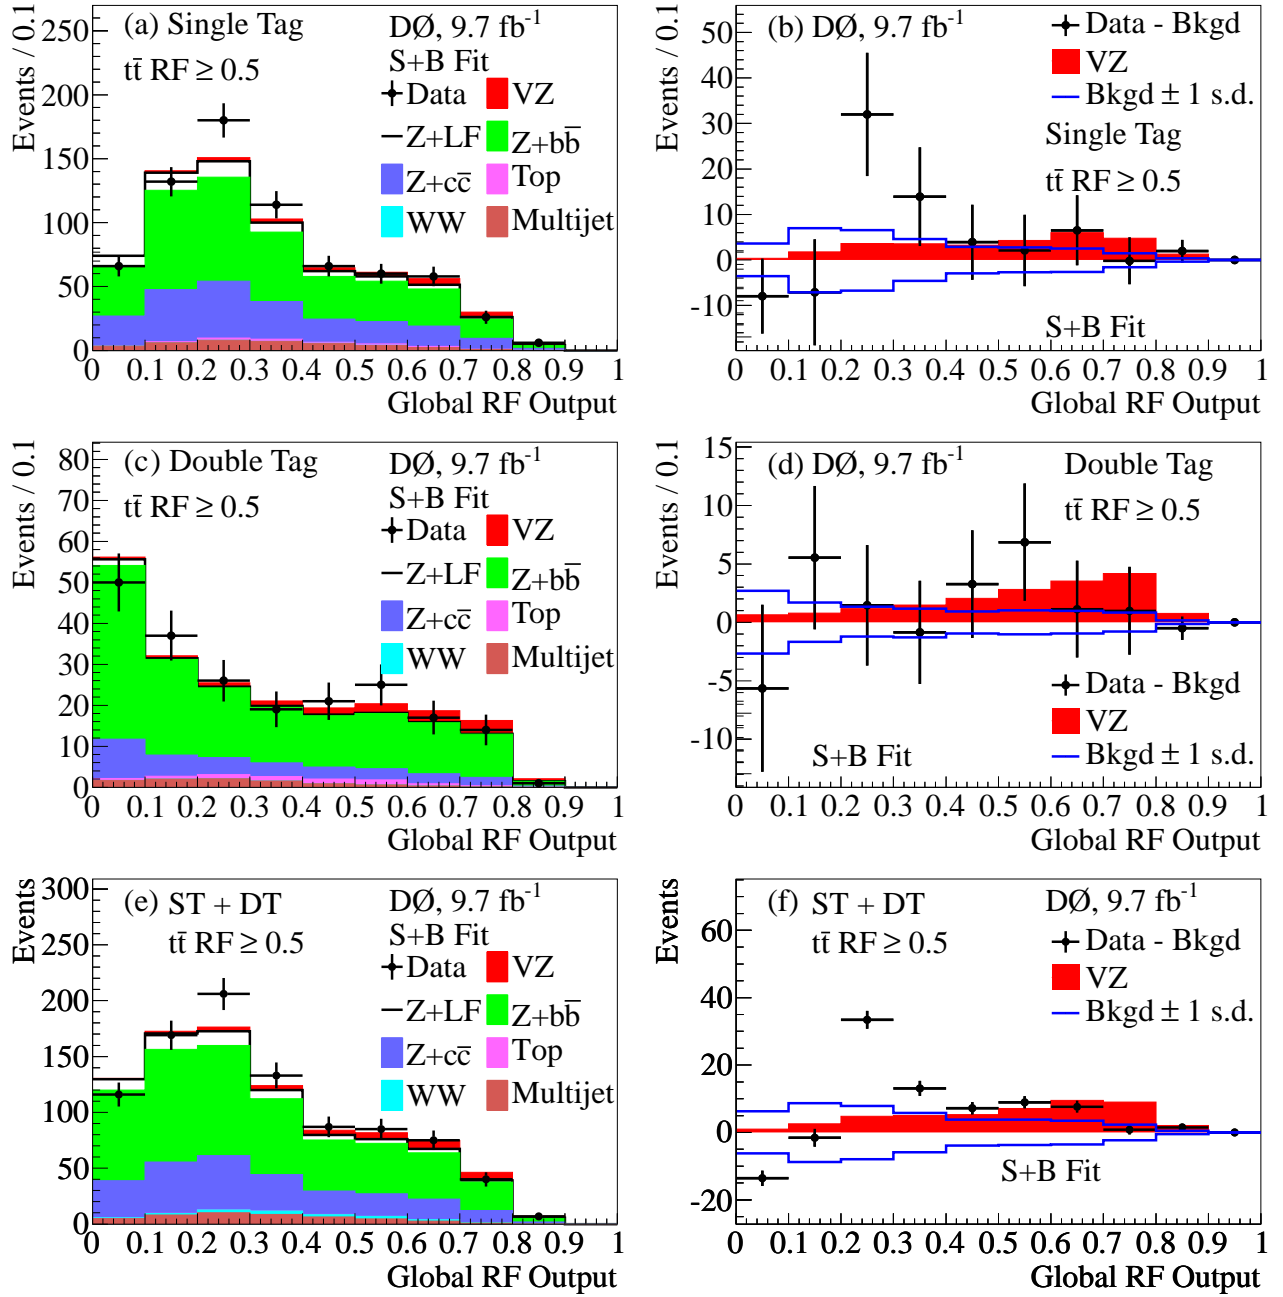 (a) Single Tag
tt̄ RF ≥ 0.5
DØ, 9.7 fb⁻¹
S+B Fit
Data
VZ
Z+LF
Z+bb̄
Z+cc̄
Top
WW
Multijet
Events / 0.1
250
200
150
100
50
0
0 0.1 0.2 0.3 0.4 0.5 0.6 0.7 0.8 0.9 1
Global RF Output
(b) DØ, 9.7 fb⁻¹
Data - Bkgd
VZ
Bkgd ± 1 s.d.
Single Tag
tt̄ RF ≥ 0.5
S+B Fit
Events / 0.1
50
40
30
20
10
0
-10
0 0.1 0.2 0.3 0.4 0.5 0.6 0.7 0.8 0.9 1
Global RF Output
(c) Double Tag
tt̄ RF ≥ 0.5
DØ, 9.7 fb⁻¹
S+B Fit
Data
VZ
Z+LF
Z+bb̄
Z+cc̄
Top
WW
Multijet
Events / 0.1
80
70
60
50
40
30
20
10
0
0 0.1 0.2 0.3 0.4 0.5 0.6 0.7 0.8 0.9 1
Global RF Output
(d) DØ, 9.7 fb⁻¹
Double Tag
tt̄ RF ≥ 0.5
Data - Bkgd
VZ
Bkgd ± 1 s.d.
S+B Fit
Events / 0.1
15
10
5
0
-5
-10
0 0.1 0.2 0.3 0.4 0.5 0.6 0.7 0.8 0.9 1
Global RF Output
(e) ST + DT
tt̄ RF ≥ 0.5
DØ, 9.7 fb⁻¹
S+B Fit
Data
VZ
Z+LF
Z+bb̄
Z+cc̄
Top
WW
Multijet
Events
300
250
200
150
100
50
0
0 0.1 0.2 0.3 0.4 0.5 0.6 0.7 0.8 0.9 1
Global RF Output
(f) ST + DT
tt̄ RF ≥ 0.5
DØ, 9.7 fb⁻¹
Data - Bkgd
VZ
Bkgd ± 1 s.d.
S+B Fit
Events
60
40
20
0
-20
0 0.1 0.2 0.3 0.4 0.5 0.6 0.7 0.8 0.9 1
Global RF Output